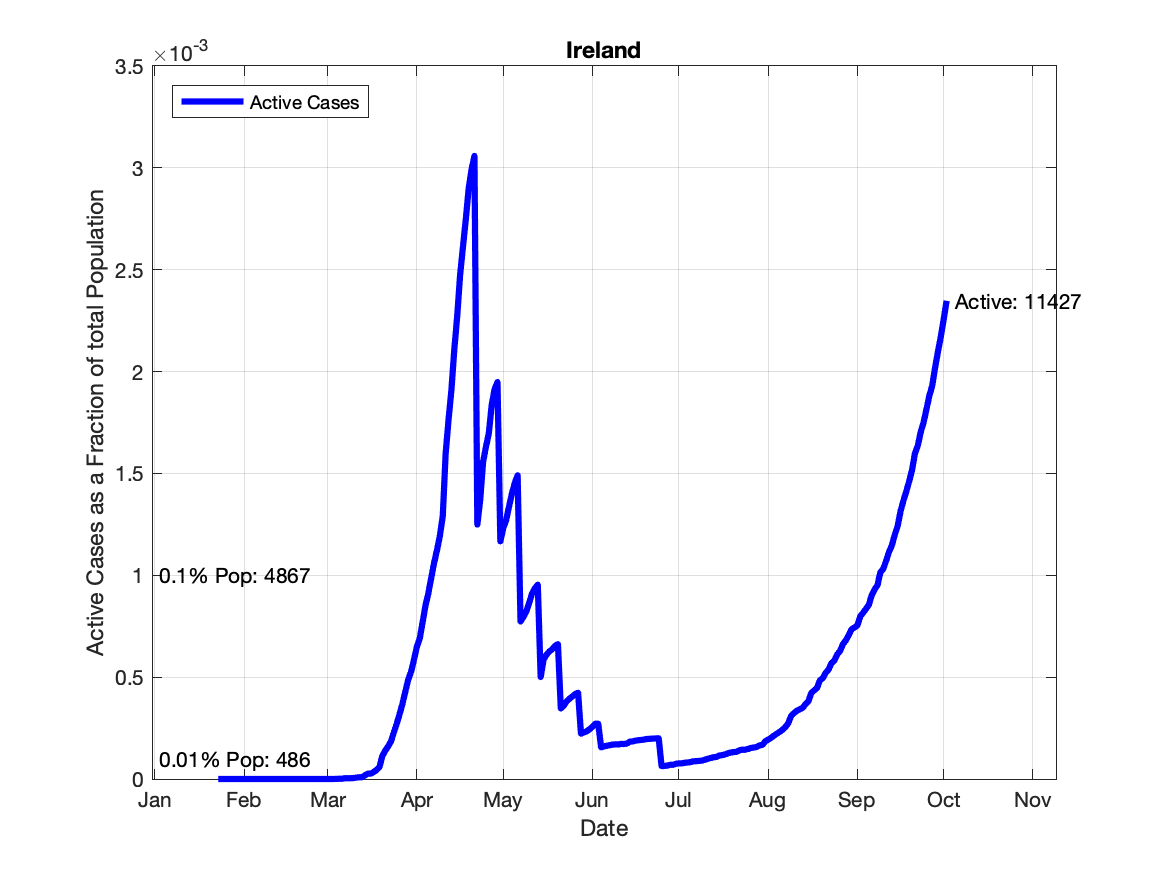 Ireland
×10-3
3.5
3
2.5
2
1.5
1
0.5
0
Active Cases as a Fraction of total Population
Active Cases
Active: 11427
0.1% Pop: 4867
0.01% Pop: 486
Jan Feb Mar Apr May Jun Jul Aug Sep Oct Nov
Date